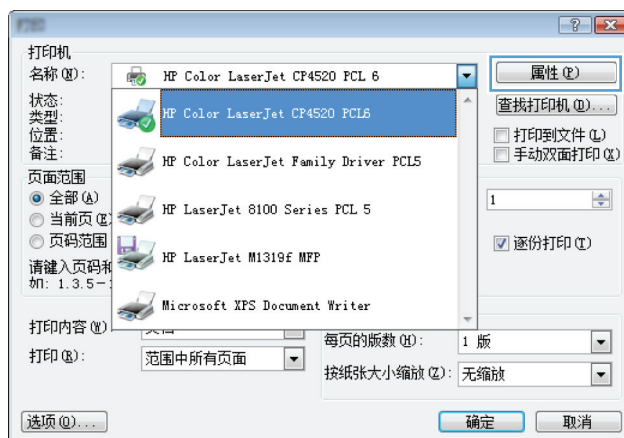 打印机
名称(N): HP Color LaserJet CP4520 PCL 6 属性(P)
状态: HP Color LaserJet CP4520 PCL6 查找打印机(D)...
类型:
位置: 打印到文件(L)
备注: HP Color LaserJet Family Driver PCL5 手动双面打印(X)
页面范围
全部(A) HP LaserJet 8100 Series PCL 5 1
当前页(E)
页码范围 逐份打印(T)
HP LaserJet M1319f MFP
请键入页码和
如: 1.3.5-
Microsoft XPS Document Writer
打印内容(W):
每页的版数(H): 1 版
打印(R): 范围中所有页面
按纸张大小缩放(Z): 无缩放
选项(O)... 确定 取消